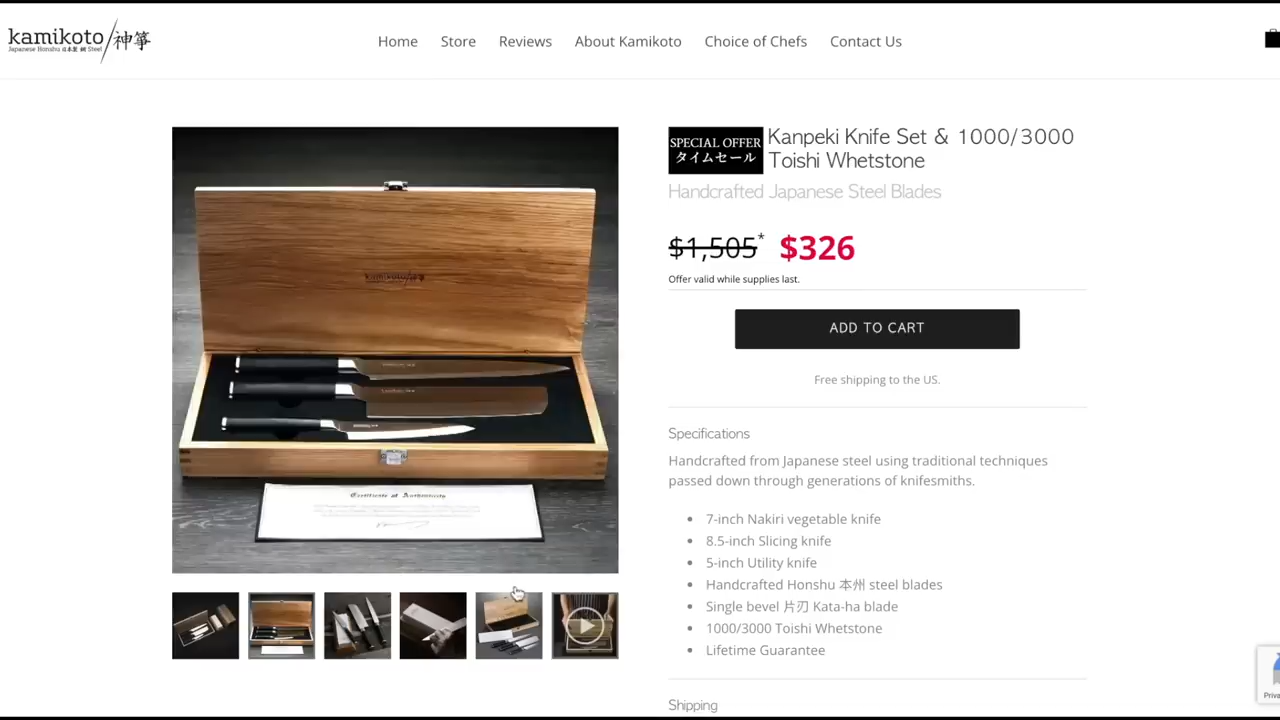 kamikoto/神箏
Japanese Honshu 日本製 鋼 Steel
Home Store Reviews About Kamikoto Choice of Chefs Contact Us
SPECIAL OFFER
タイムセール
Kanpeki Knife Set & 1000/3000
Toishi Whetstone
Handcrafted Japanese Steel Blades
$1,505* $326
Offer valid while supplies last.
ADD TO CART
Free shipping to the US.
kamikoto/神箏
Certificate of Authenticity
Specifications
Handcrafted from Japanese steel using traditional techniques
passed down through generations of knifesmiths.
7-inch Nakiri vegetable knife
8.5-inch Slicing knife
5-inch Utility knife
Handcrafted Honshu 本州 steel blades
Single bevel 片刃 Kata-ha blade
1000/3000 Toishi Whetstone
Lifetime Guarantee
Shipping
Priva